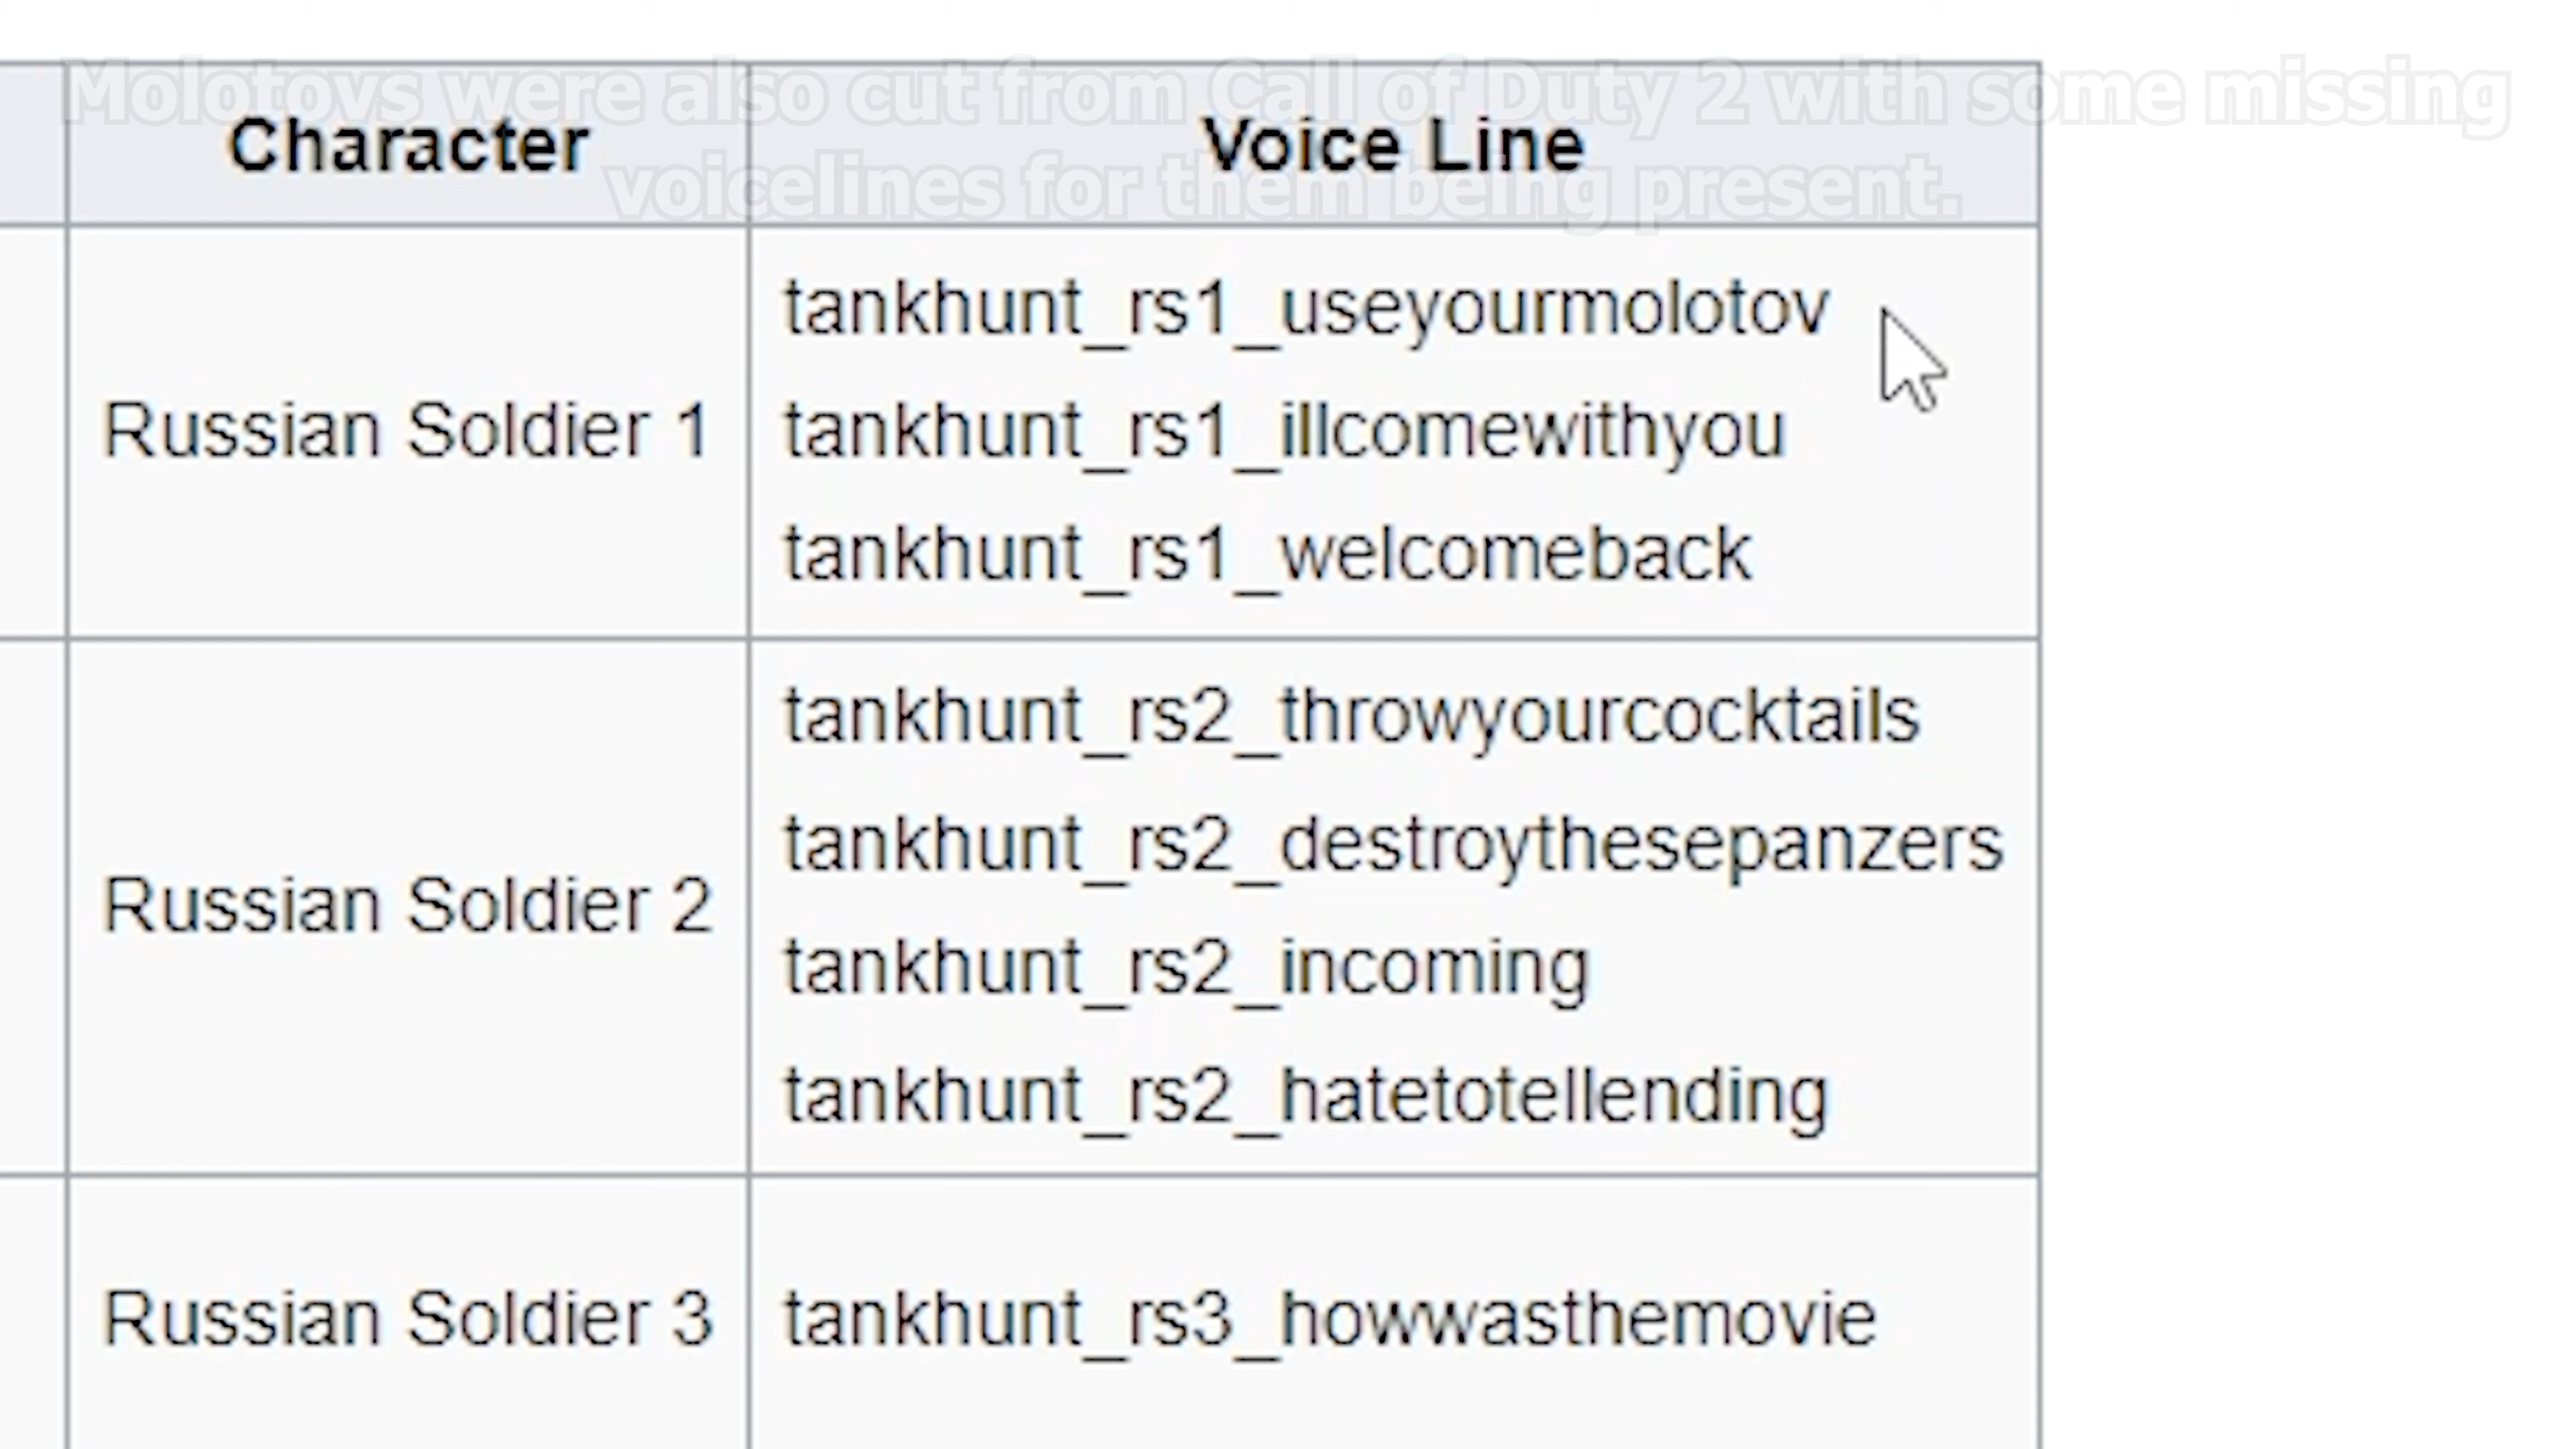 Molotovs were also cut from Call of Duty 2 with some missing
voicelines for them being present.
Character Voice Line
Russian Soldier 1
tankhunt_rs1_useyourmolotov
tankhunt_rs1_illcomewithyou
tankhunt_rs1_welcomeback
Russian Soldier 2
tankhunt_rs2_throwyourcocktails
tankhunt_rs2_destroythesepanzers
tankhunt_rs2_incoming
tankhunt_rs2_hatetotellending
Russian Soldier 3
tankhunt_rs3_howwasthemovie